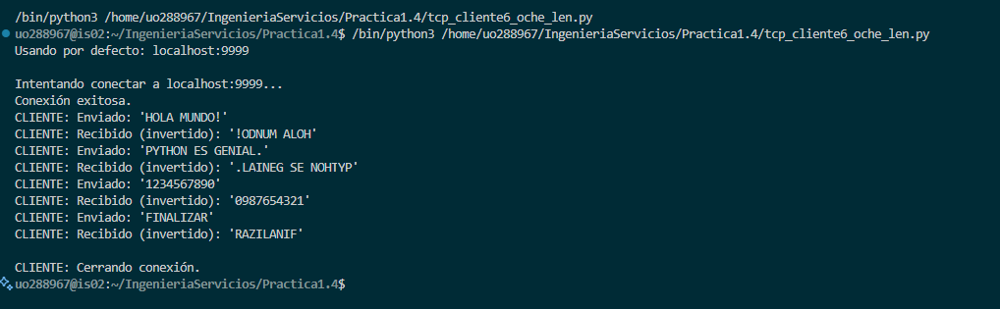 /bin/python3 /home/uo288967/IngenieriaServicios/Practica1.4/tcp_cliente6_oche_len.py
uo288967@is02:~/IngenieriaServicios/Practica1.4$ /bin/python3 /home/uo288967/IngenieriaServicios/Practica1.4/tcp_cliente6_oche_len.py
Usando por defecto: localhost:9999

Intentando conectar a localhost:9999...
Conexión exitosa.
CLIENTE: Enviado: 'HOLA MUNDO!'
CLIENTE: Recibido (invertido): '!ODNUM ALOH'
CLIENTE: Enviado: 'PYTHON ES GENIAL.'
CLIENTE: Recibido (invertido): '.LAINEG SE NOHTYP'
CLIENTE: Enviado: '1234567890'
CLIENTE: Recibido (invertido): '0987654321'
CLIENTE: Enviado: 'FINALIZAR'
CLIENTE: Recibido (invertido): 'RAZILANIF'

CLIENTE: Cerrando conexión.
uo288967@is02:~/IngenieriaServicios/Practica1.4$